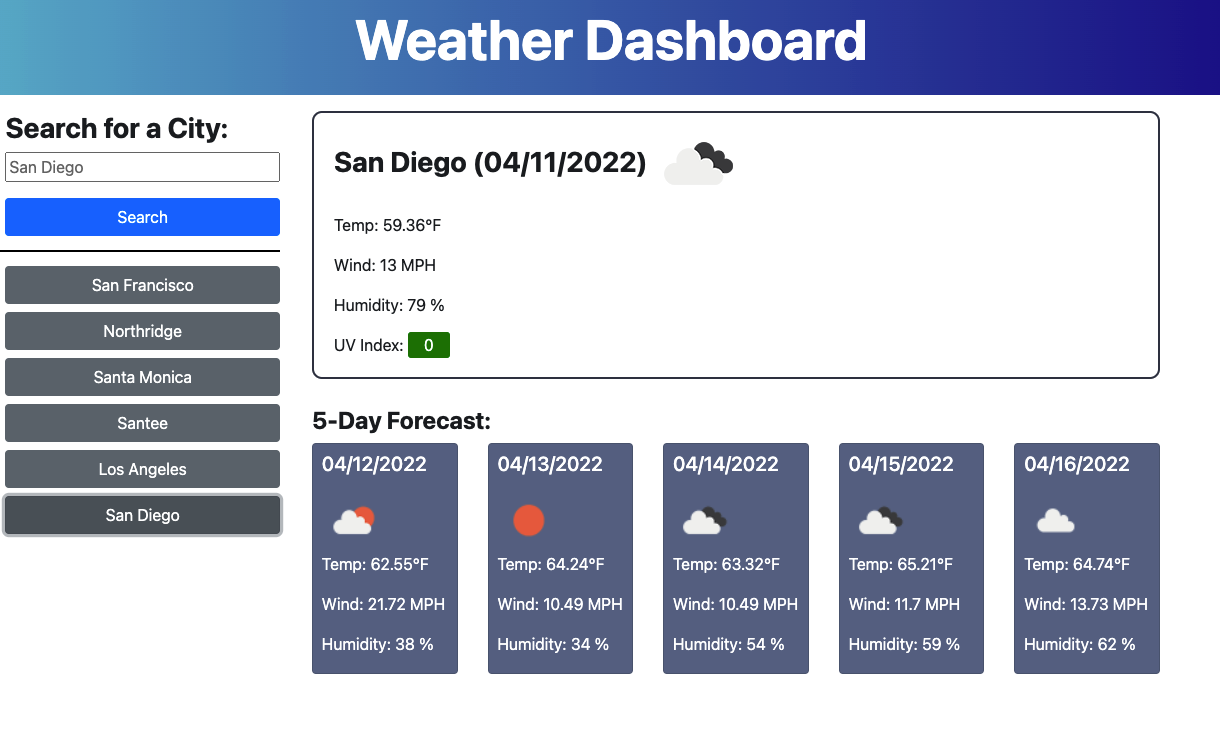 Weather Dashboard
Search for a City:
San Diego
Search
San Francisco
Northridge
Santa Monica
Santee
Los Angeles
San Diego
San Diego (04/11/2022)
Temp: 59.36°F
Wind: 13 MPH
Humidity: 79 %
UV Index: 0
5-Day Forecast:
04/12/2022
Temp: 62.55°F
Wind: 21.72 MPH
Humidity: 38 %
04/13/2022
Temp: 64.24°F
Wind: 10.49 MPH
Humidity: 34 %
04/14/2022
Temp: 63.32°F
Wind: 10.49 MPH
Humidity: 54 %
04/15/2022
Temp: 65.21°F
Wind: 11.7 MPH
Humidity: 59 %
04/16/2022
Temp: 64.74°F
Wind: 13.73 MPH
Humidity: 62 %